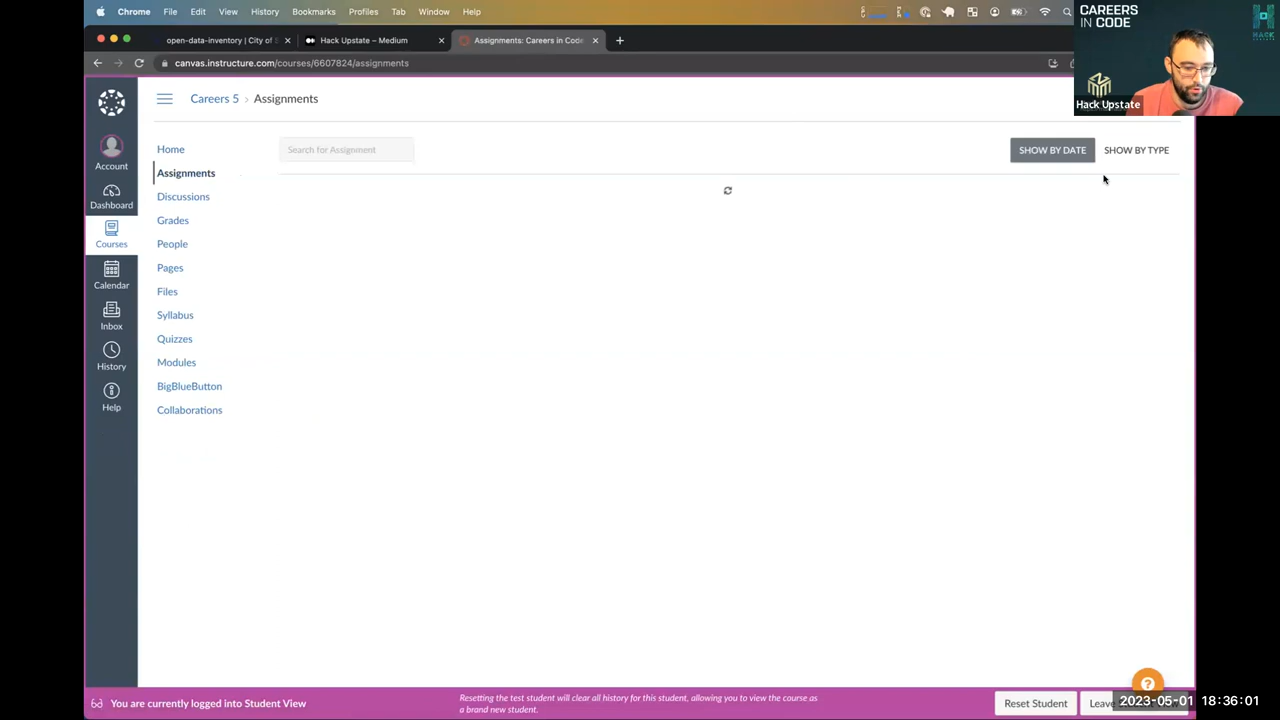 Chrome File Edit View History Bookmarks Profiles Tab Window Help
CAREERS
IN CODE
HACK
Hack Upstate
open-data-inventory | City of
Hack Upstate – Medium
Assignments: Careers in Code
canvas.instructure.com/courses/6607824/assignments
Careers 5 › Assignments
Account
Dashboard
Courses
Calendar
Inbox
History
Help
Home
Assignments
Discussions
Grades
People
Pages
Files
Syllabus
Quizzes
Modules
BigBlueButton
Collaborations
Search for Assignment
SHOW BY DATE
SHOW BY TYPE
?
You are currently logged into Student View
Resetting the test student will clear all history for this student, allowing you to view the course as
a brand new student.
Reset Student
Leave
2023-05-01 18:36:01